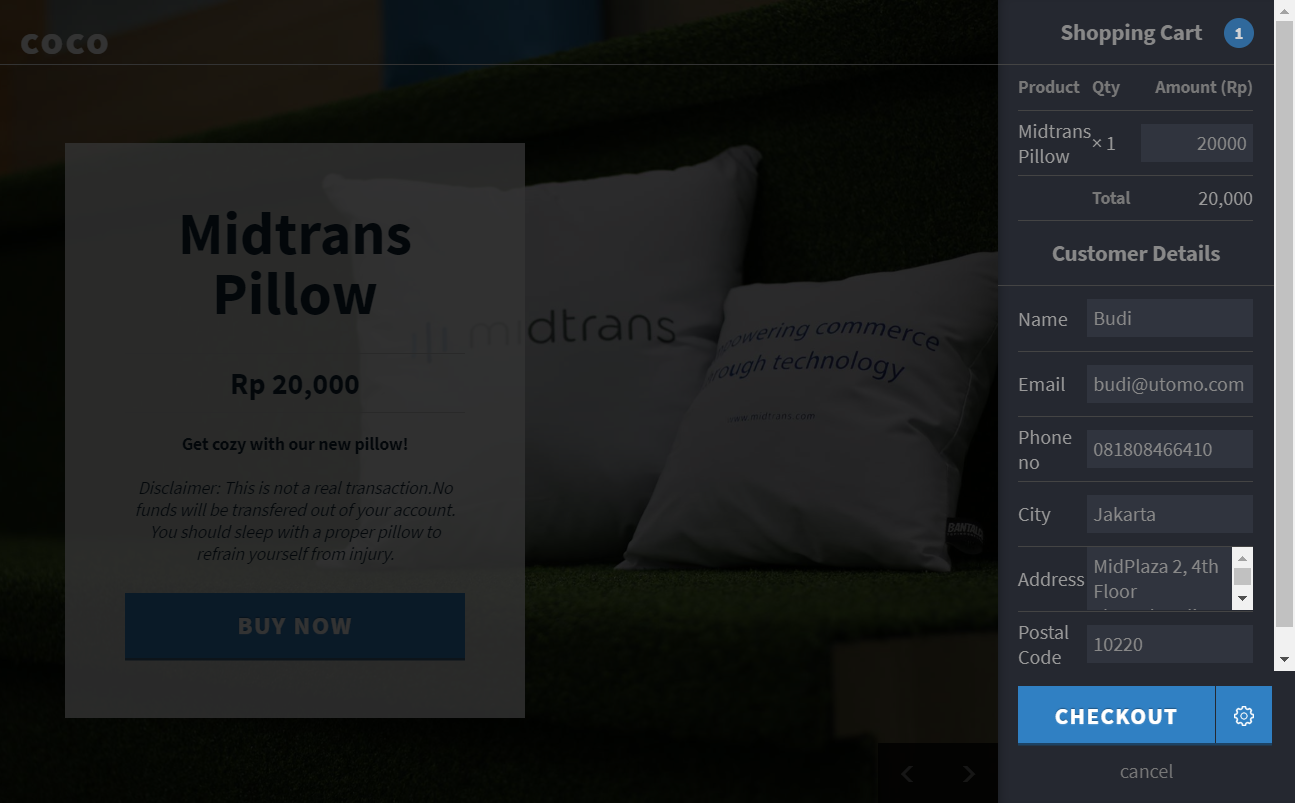 coco
Midtrans
Pillow
Rp 20,000
Get cozy with our new pillow!
Disclaimer: This is not a real transaction.No
funds will be transfered out of your account.
You should sleep with a proper pillow to
refrain yourself from injury.
BUY NOW
midtrans
commerce
technology
www.midtrans.com
Shopping Cart 1
Product Qty Amount (Rp)
Midtrans
Pillow × 1 20000
Total 20,000
Customer Details
Name Budi
Email budi@utomo.com
Phone
no 081808466410
City Jakarta
Address MidPlaza 2, 4th
Floor
Postal
Code 10220
CHECKOUT
cancel